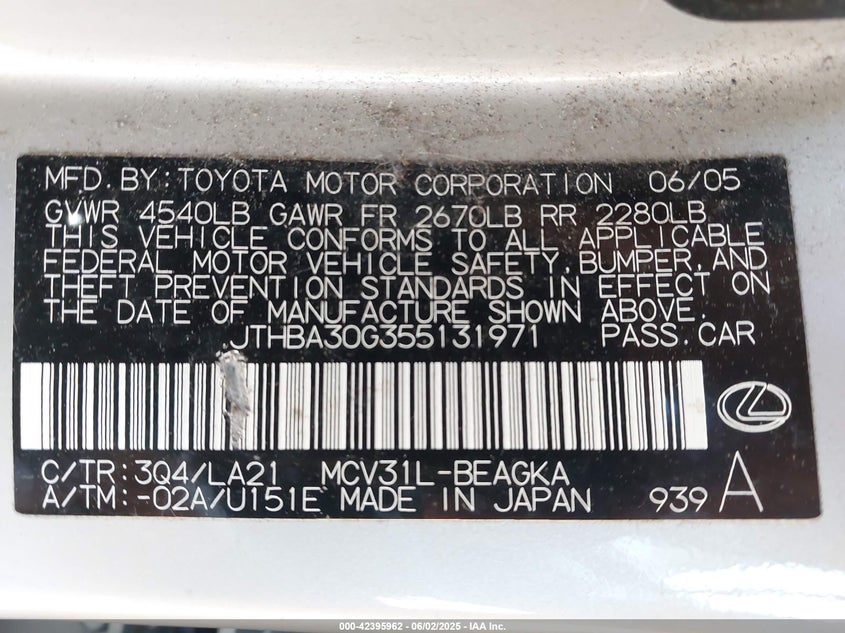 MFD. BY: TOYOTA MOTOR CORPORATION 06/05
GVWR 4540LB GAWR FR 2670LB RR 2280LB
THIS VEHICLE CONFORMS TO ALL APPLICABLE
FEDERAL MOTOR VEHICLE SAFETY, BUMPER, AND
THEFT PREVENTION STANDARDS IN EFFECT ON
THE DATE OF MANUFACTURE SHOWN ABOVE.
JTHBA30G355131971 PASS. CAR
C/TR: 3Q4/LA21 MCV31L-BEAGKA
A/TM: -02A/U151E MADE IN JAPAN 939 A
000-42395962 - 06/02/2025 - IAA Inc.